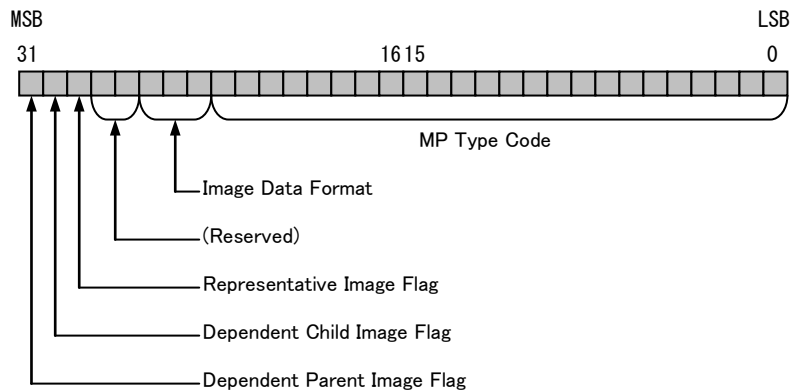 MSB LSB
31 1615 0
MP Type Code
Image Data Format
(Reserved)
Representative Image Flag
Dependent Child Image Flag
Dependent Parent Image Flag